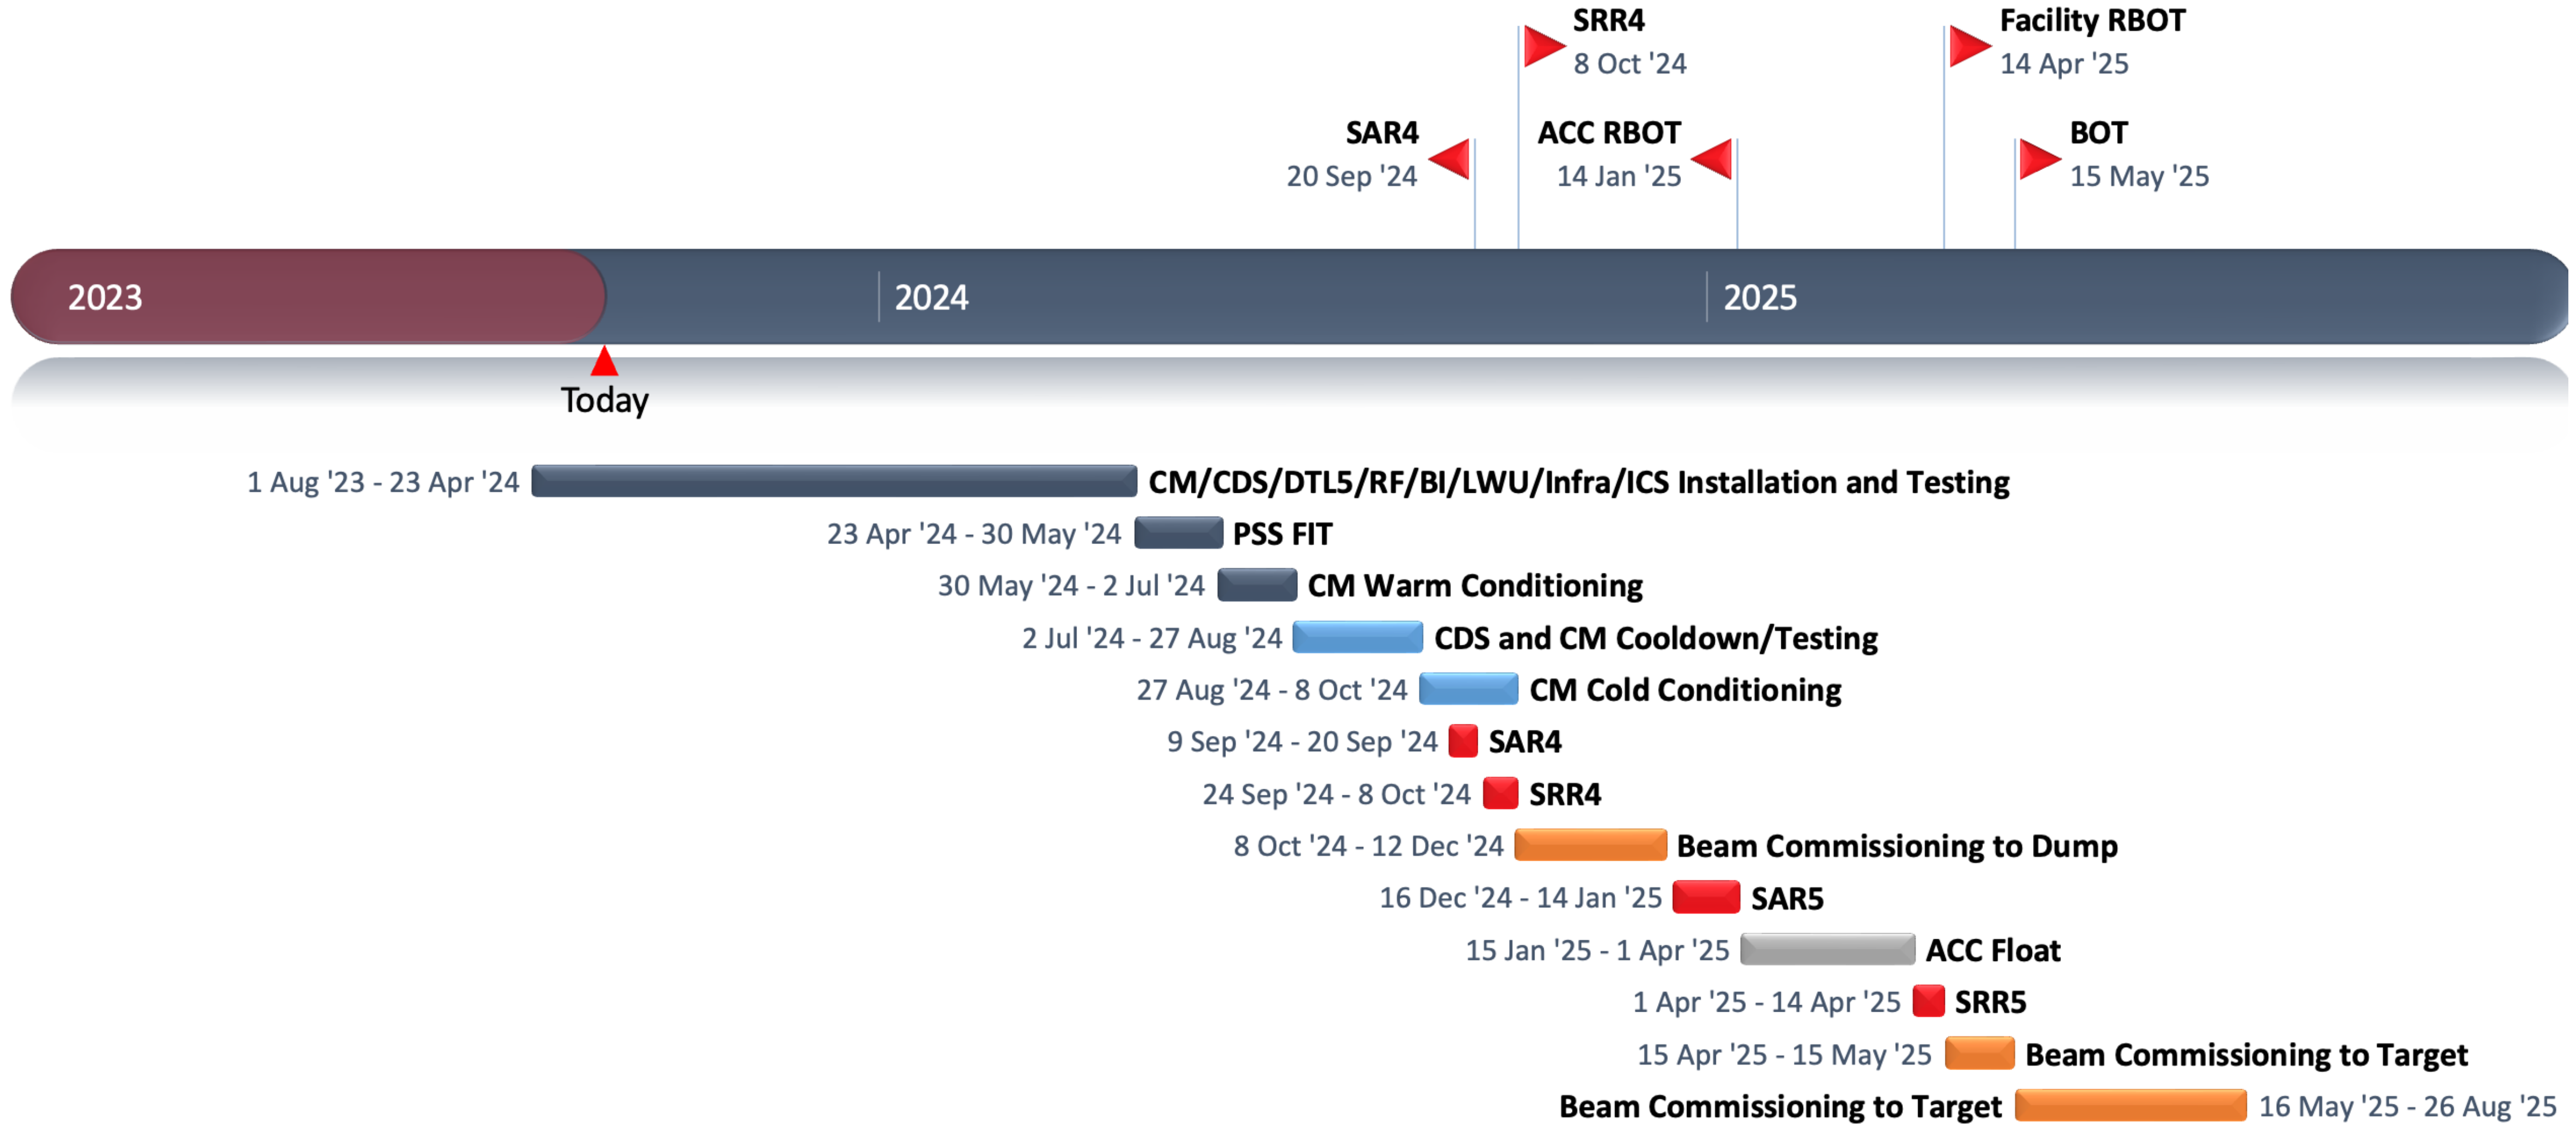 SRR4
8 Oct '24
Facility RBOT
14 Apr '25
SAR4
20 Sep '24
ACC RBOT
14 Jan '25
BOT
15 May '25
2023
2024
2025
Today
1 Aug '23 - 23 Apr '24 CM/CDS/DTL5/RF/BI/LWU/Infra/ICS Installation and Testing
23 Apr '24 - 30 May '24 PSS FIT
30 May '24 - 2 Jul '24 CM Warm Conditioning
2 Jul '24 - 27 Aug '24 CDS and CM Cooldown/Testing
27 Aug '24 - 8 Oct '24 CM Cold Conditioning
9 Sep '24 - 20 Sep '24 SAR4
24 Sep '24 - 8 Oct '24 SRR4
8 Oct '24 - 12 Dec '24 Beam Commissioning to Dump
16 Dec '24 - 14 Jan '25 SAR5
15 Jan '25 - 1 Apr '25 ACC Float
1 Apr '25 - 14 Apr '25 SRR5
15 Apr '25 - 15 May '25 Beam Commissioning to Target
Beam Commissioning to Target 16 May '25 - 26 Aug '25